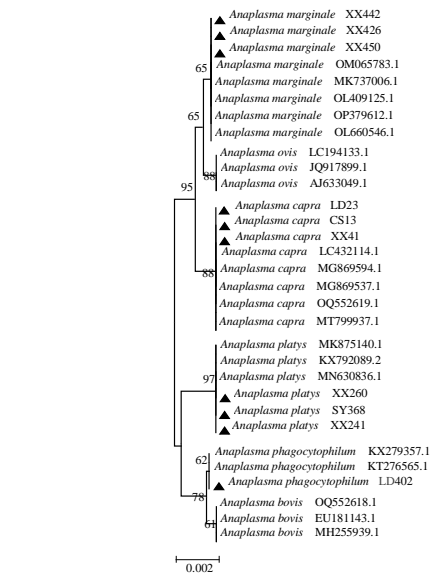 Anaplasma marginale XX442
Anaplasma marginale XX426
Anaplasma marginale XX450
65
Anaplasma marginale OM065783.1
Anaplasma marginale MK737006.1
Anaplasma marginale OL409125.1
65
Anaplasma marginale OP379612.1
Anaplasma marginale OL660546.1
Anaplasma ovis LC194133.1
Anaplasma ovis JQ917899.1
88
Anaplasma ovis AJ633049.1
95
Anaplasma capra LD23
Anaplasma capra CS13
Anaplasma capra XX41
Anaplasma capra LC432114.1
88
Anaplasma capra MG869594.1
Anaplasma capra MG869537.1
Anaplasma capra OQ552619.1
Anaplasma capra MT799937.1
Anaplasma platys MK875140.1
Anaplasma platys KX792089.2
97
Anaplasma platys MN630836.1
Anaplasma platys XX260
Anaplasma platys SY368
Anaplasma platys XX241
Anaplasma phagocytophilum KX279357.1
62
Anaplasma phagocytophilum KT276565.1
Anaplasma phagocytophilum LD402
78
Anaplasma bovis OQ552618.1
61
Anaplasma bovis EU181143.1
Anaplasma bovis MH255939.1
0.002